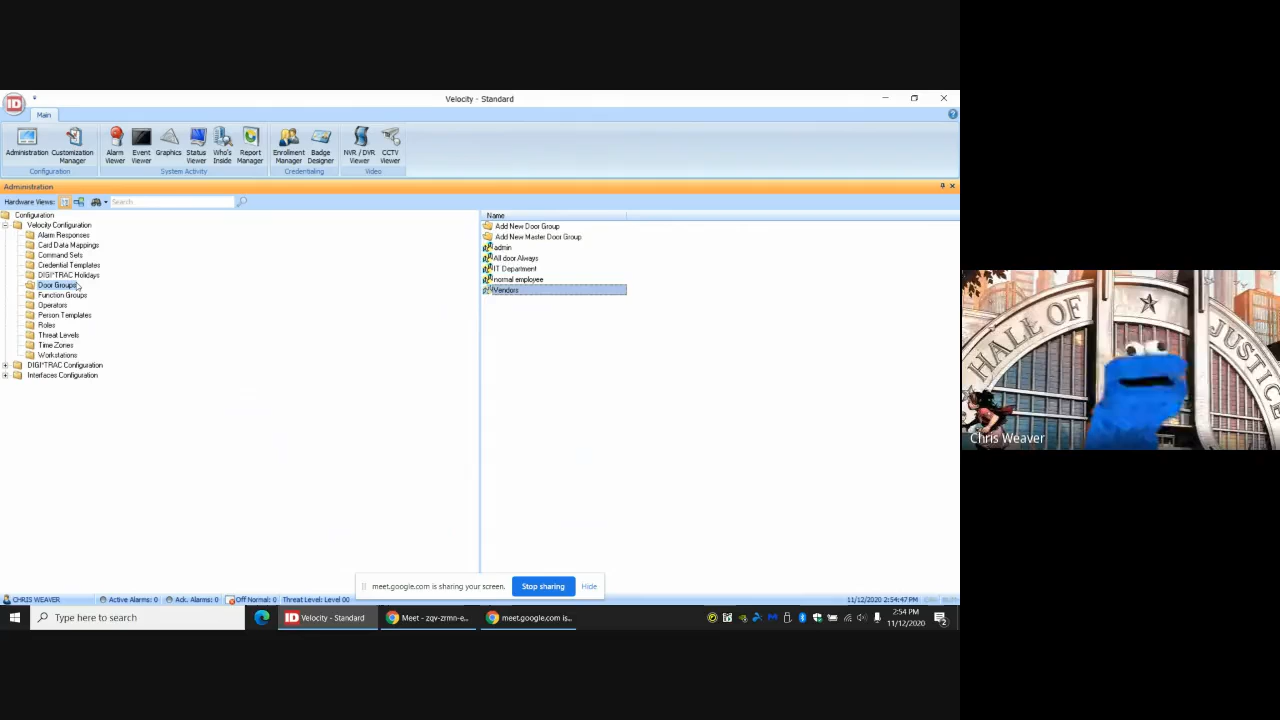 Velocity - Standard
Main
Administration
Customization Manager
Alarm Viewer
Event Viewer
Graphics
Status Viewer
Who's Inside
Report Manager
Enrollment Manager
Badge Designer
NVR / DVR Viewer
CCTV Viewer
Configuration
System Activity
Credentialing
Video
Administration
Hardware Views:
Search
Configuration
Velocity Configuration
Alarm Responses
Card Data Mappings
Command Sets
Credential Templates
DIGI*TRAC Holidays
Door Groups
Function Groups
Operators
Person Templates
Roles
Threat Levels
Time Zones
Workstations
DIGI*TRAC Configuration
Interfaces Configuration
Name
Add New Door Group
Add New Master Door Group
admin
All door Always
IT Department
normal employee
Vendors
HALL OF JUSTICE
Chris Weaver
meet.google.com is sharing your screen.
Stop sharing
Hide
CHRIS WEAVER
Active Alarms: 0
Ack. Alarms: 0
Off Normal: 0
Threat Level: Level 00
11/12/2020 2:54:47 PM
Type here to search
ID Velocity - Standard
Meet - zqv-zrmn-e...
meet.google.com is...
2:54 PM
11/12/2020
2